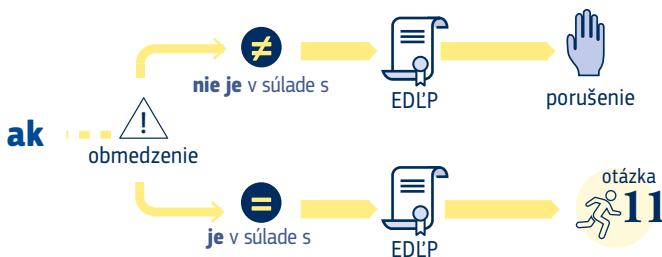 ≠
nie je v súlade s
EDĽP
porušenie
ak
!
obmedzenie
=
je v súlade s
EDĽP
otázka
11